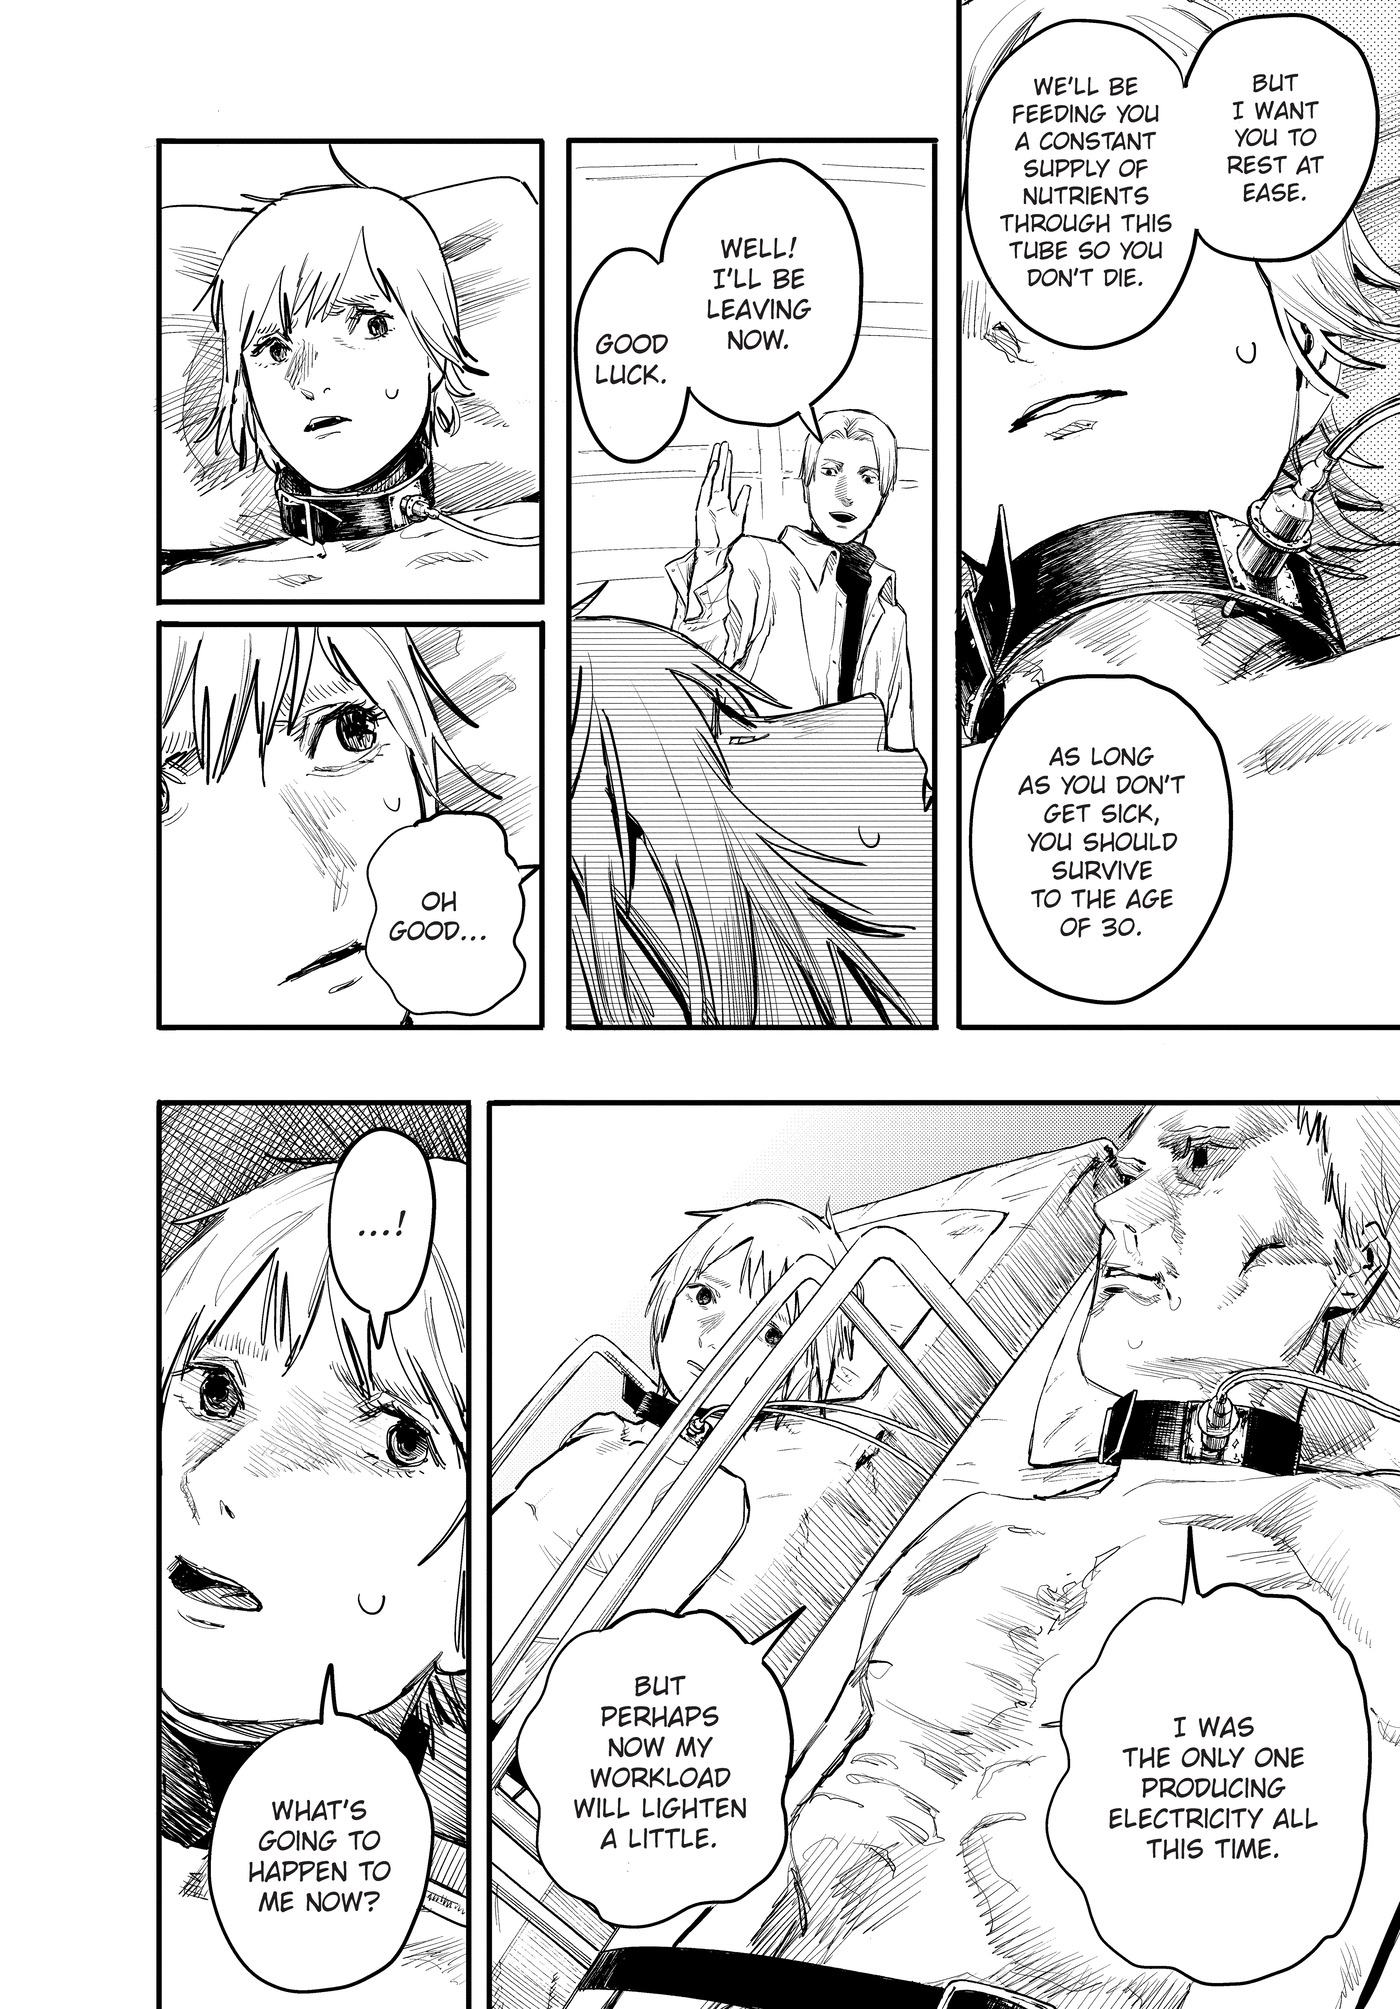 BUT
I WANT
YOU TO
REST AT
EASE.
WE'LL BE
FEEDING YOU
A CONSTANT
SUPPLY OF
NUTRIENTS
THROUGH THIS
TUBE SO YOU
DON'T DIE.
AS LONG
AS YOU DON'T
GET SICK,
YOU SHOULD
SURVIVE
TO THE AGE
OF 30.
WELL!
I'LL BE
LEAVING
NOW.
GOOD
LUCK.
OH
GOOD...
I WAS
THE ONLY ONE
PRODUCING
ELECTRICITY ALL
THIS TIME.
BUT
PERHAPS
NOW MY
WORKLOAD
WILL LIGHTEN
A LITTLE.
...!
WHAT'S
GOING TO
HAPPEN TO
ME NOW?